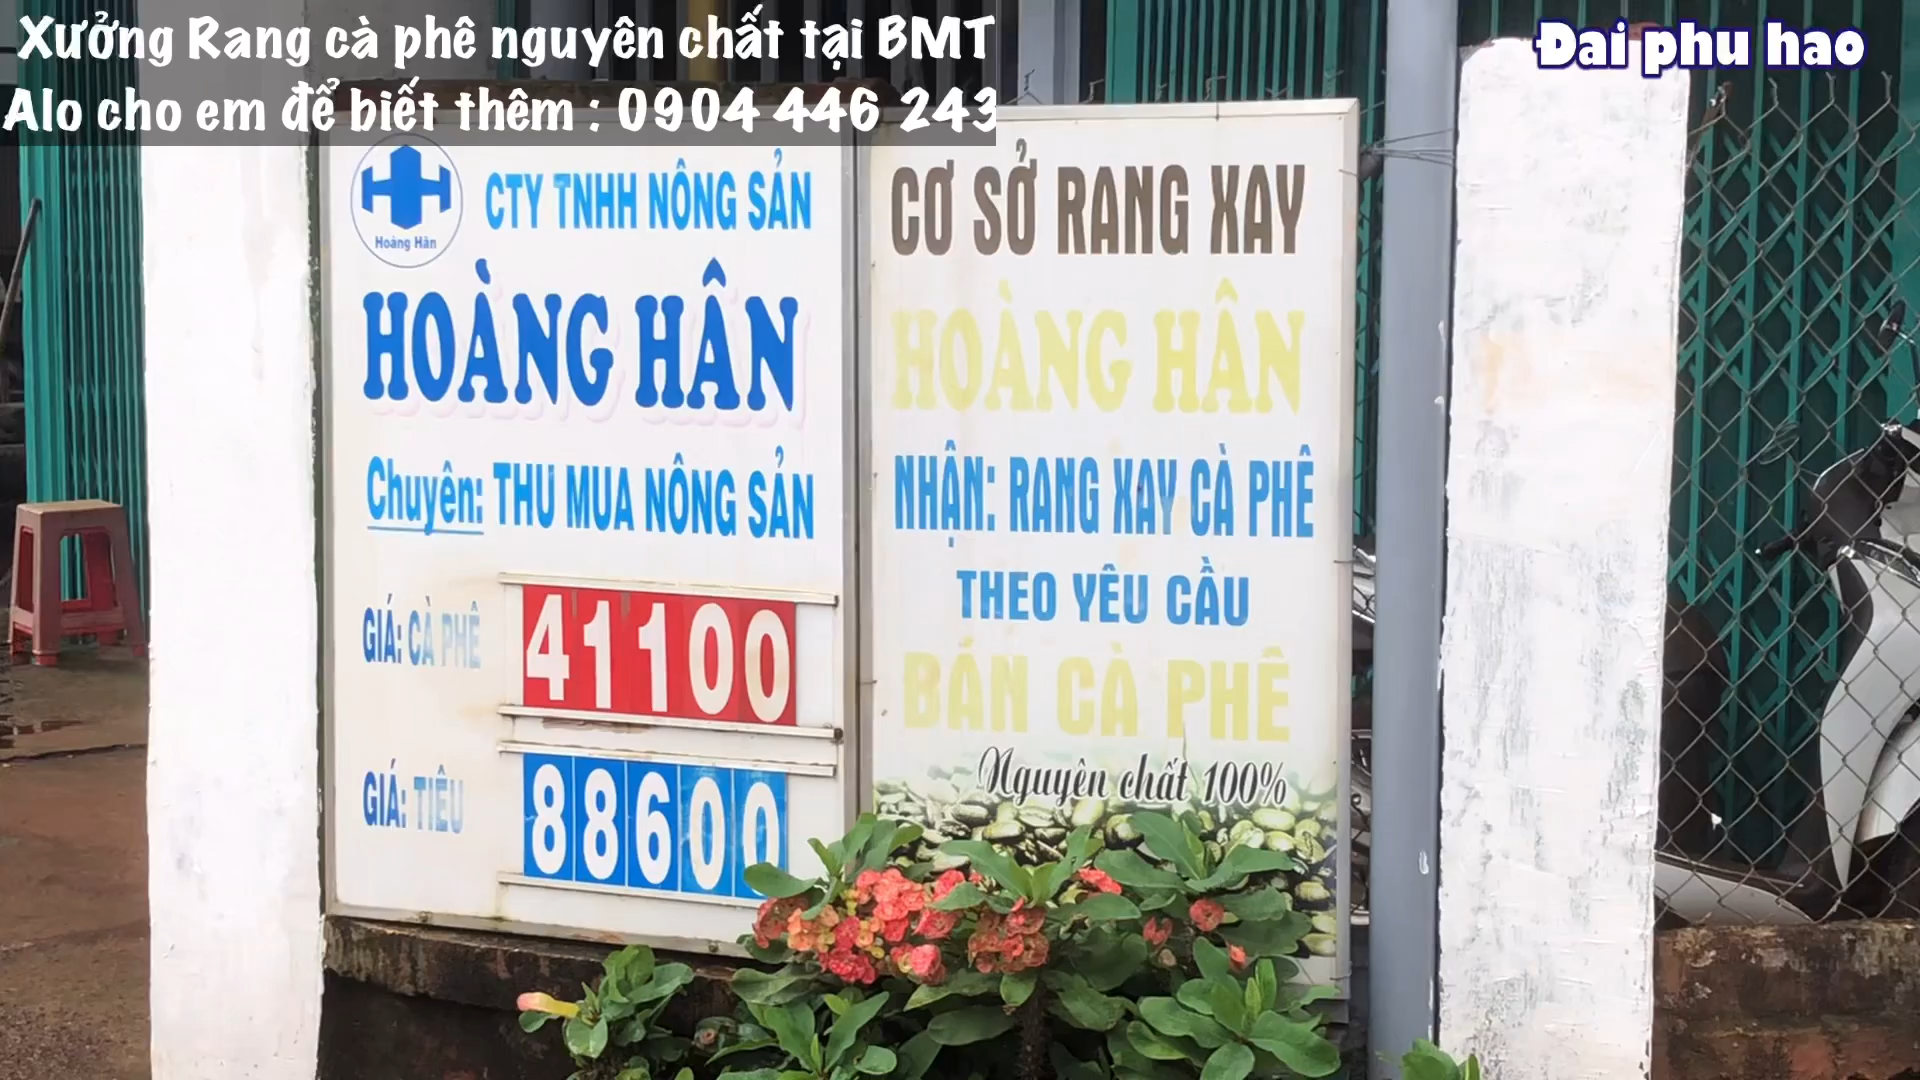 Xưởng Rang cà phê nguyên chất tại BMT
Alo cho em để biết thêm : 0904 446 243
Đai phu hao
Hoàng Hân
CTY TNHH NÔNG SẢN
HOÀNG HÂN
Chuyên: THU MUA NÔNG SẢN
GIÁ: CÀ PHÊ 41100
GIÁ: TIÊU 88600
CƠ SỞ RANG XAY
HOÀNG HÂN
NHẬN: RANG XAY CÀ PHÊ
THEO YÊU CẦU
BÁN CÀ PHÊ
Nguyên chất 100%